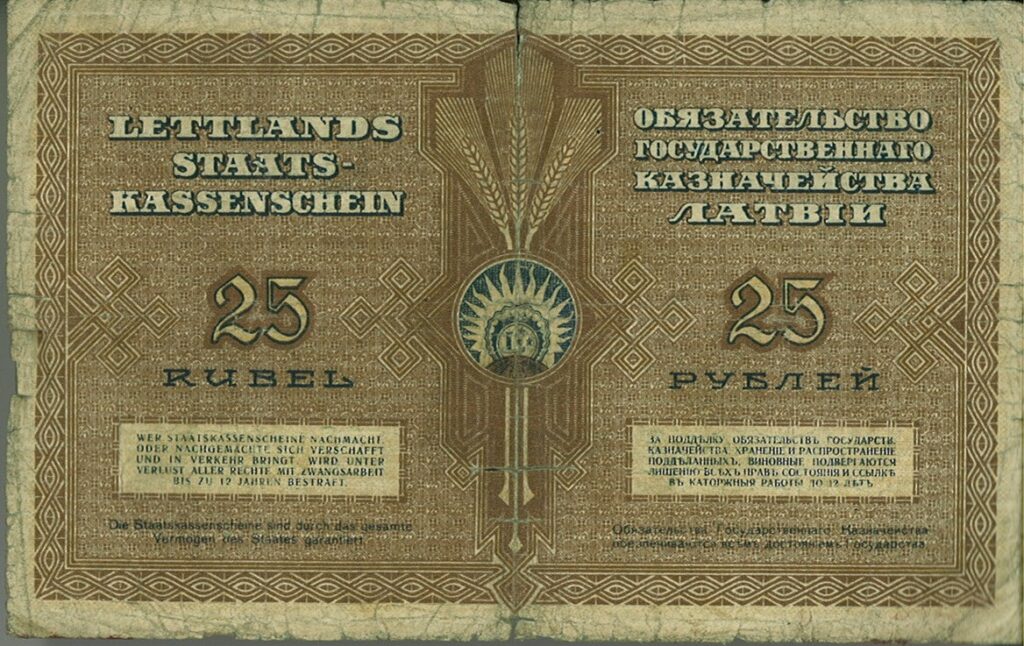 LETTLANDS
STAATS-
KASSENSCHEIN
25
RUBEL
WER STAATSKASSENSCHEINE NACHMACHT
ODER NACHGEMACHTE SICH VERSCHAFFT
UND IN VERKEHR BRINGT, WIRD UNTER
VERLUST ALLER RECHTE MIT ZWANGSARBEIT
BIS ZU 12 JAHREN BESTRAFT.
Die Staatskassenscheine sind durch das gesamte
Vermögen des Staates garantiert.
ОБЯЗАТЕЛЬСТВО
ГОСУДАРСТВЕННАГО
КАЗНАЧЕЙСТВА
ЛАТВІИ
25
РУБЛЕЙ
ЗА ПОДДѢЛКУ ОБЯЗАТЕЛЬСТВЪ ГОСУДАРСТВ.
КАЗНАЧЕЙСТВА, ХРАНЕНІЕ И РАСПРОСТРАНЕНІЕ
ПОДДѢЛАННЫХЪ, ВИНОВНЫЕ ПОДВЕРГАЮТСЯ
ЛИШЕНІЮ ВСѢХЪ ПРАВЪ СОСТОЯНІЯ И ССЫЛКѢ
ВЪ КАТОРЖНЫЯ РАБОТЫ ДО 12 ЛѢТЪ.
Обязательства Государственнаго Казначейства
обезпечиваются всѣмъ достояніемъ Государства.